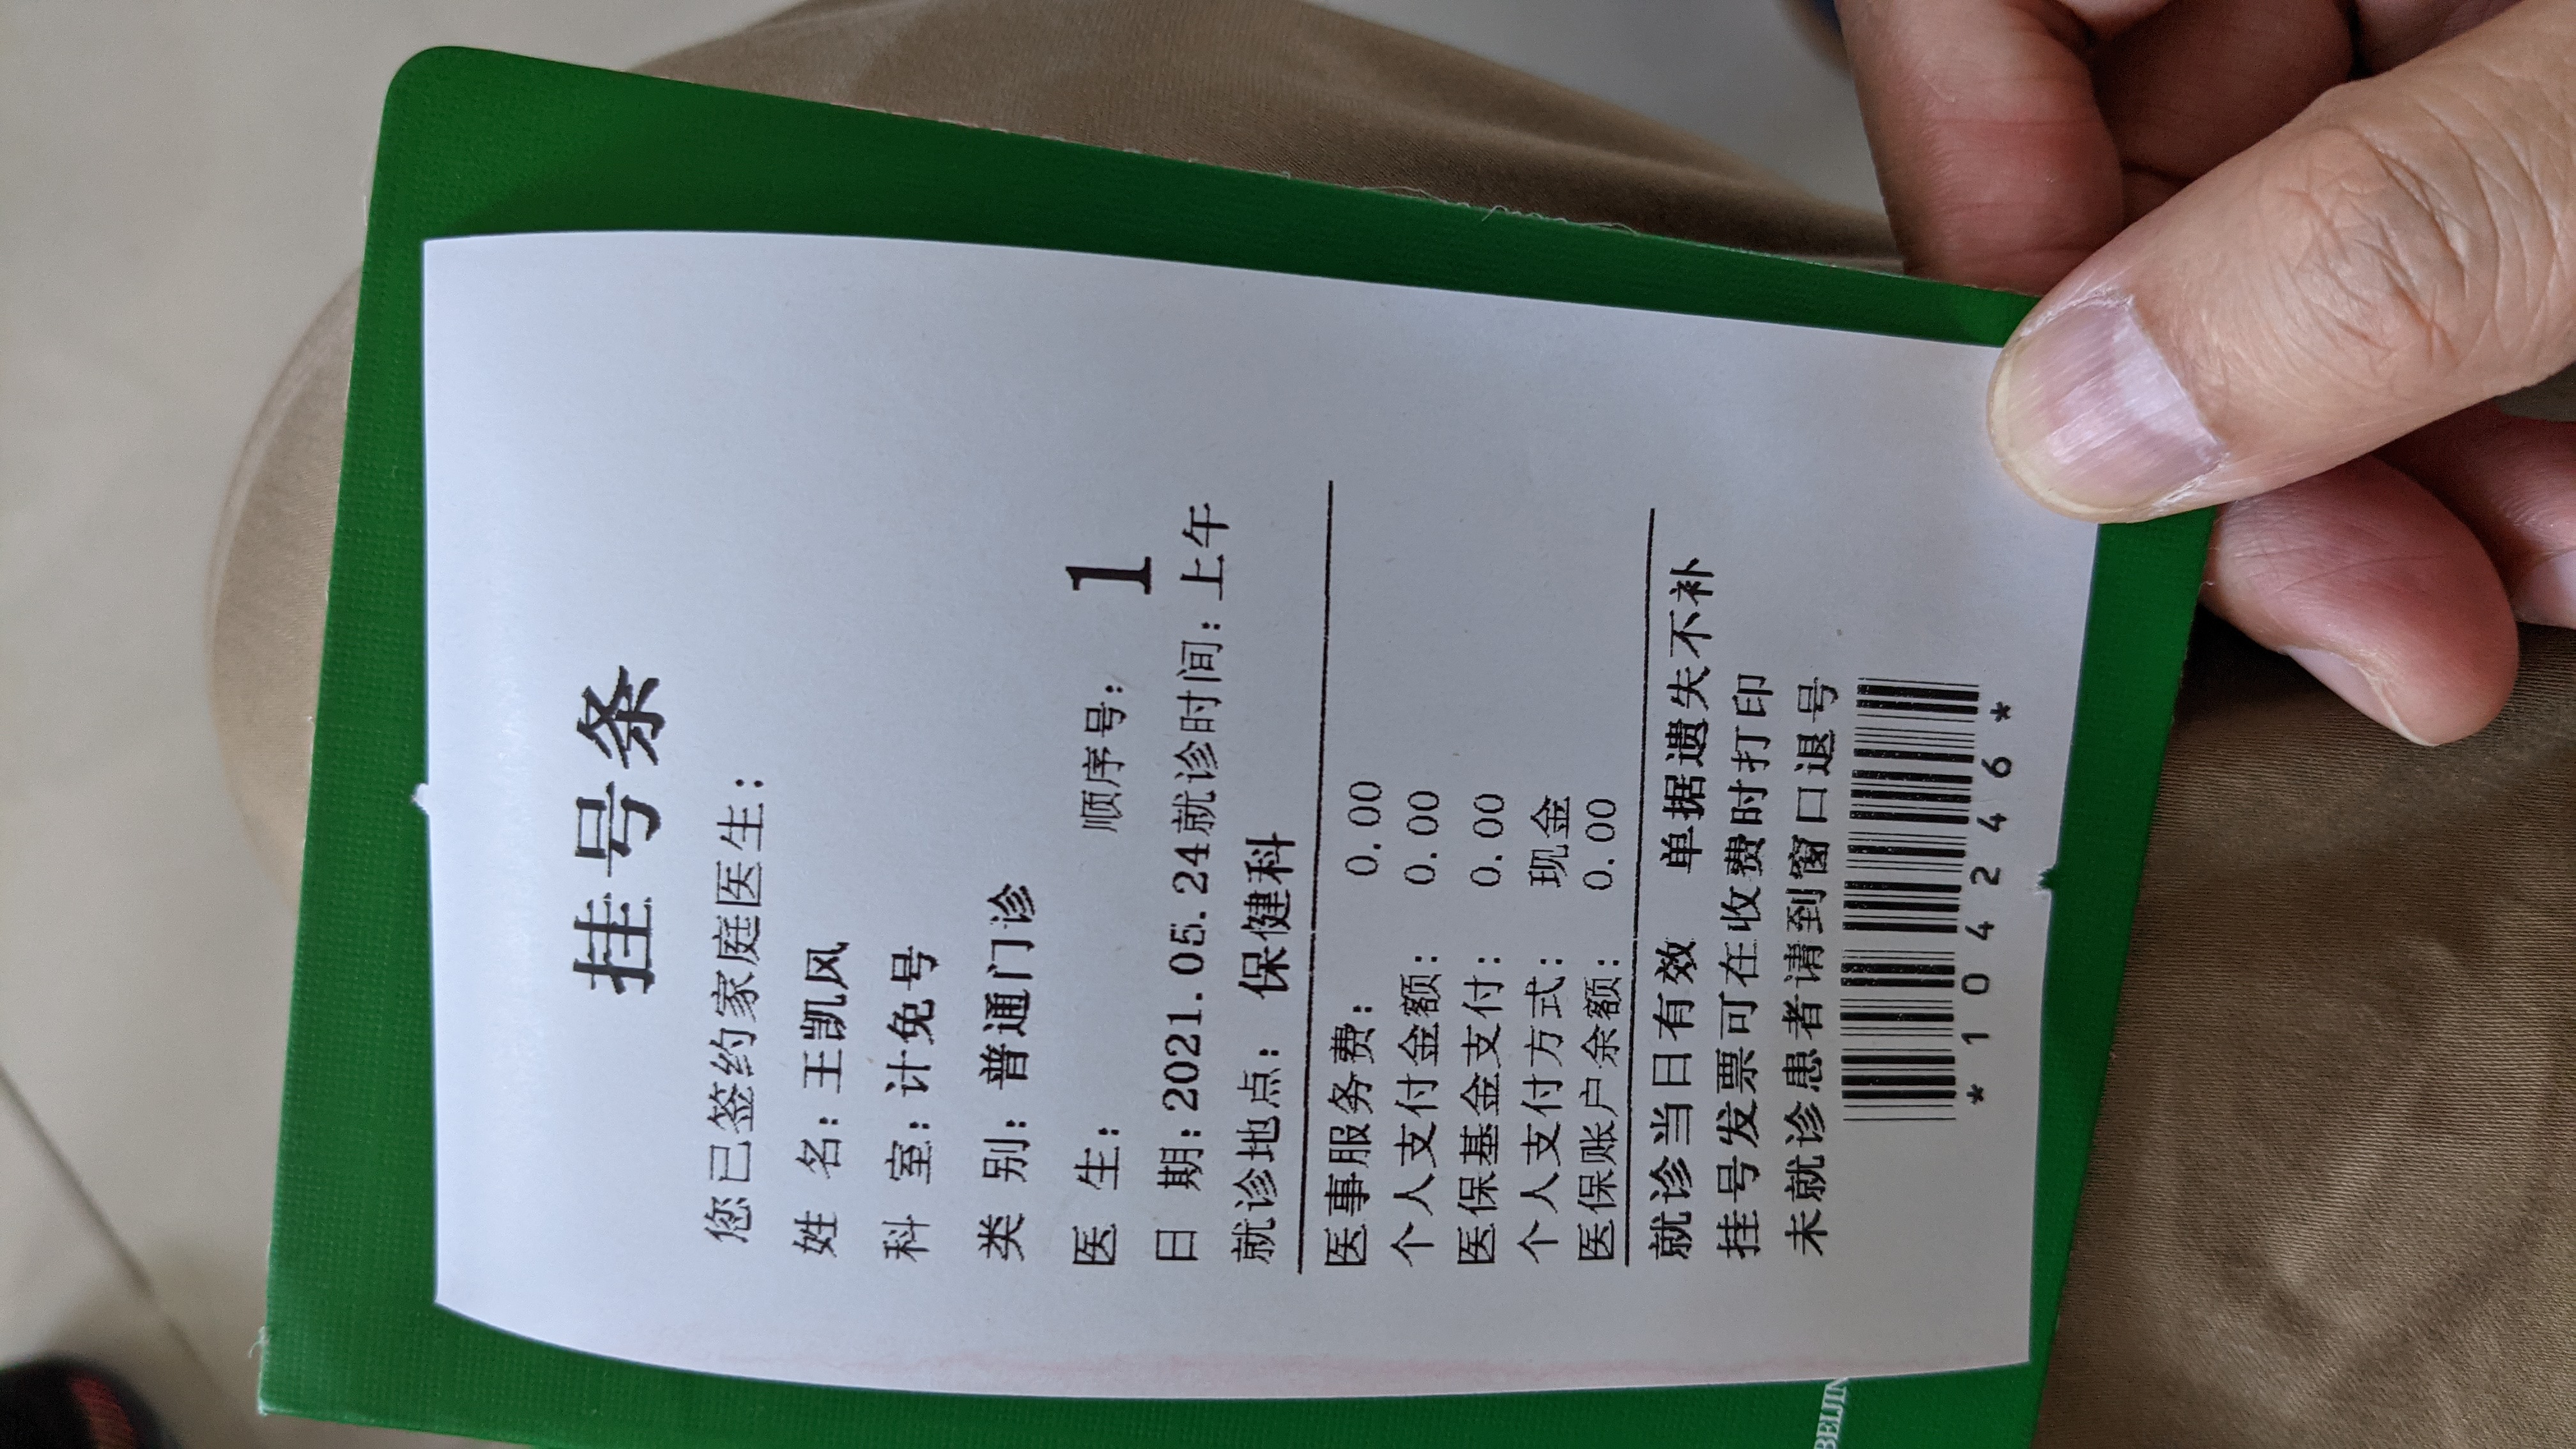 BEIJIN
挂号条
您已签约家庭医生：
姓 名：王凯风
科 室：计免号
类 别：普通门诊
医 生： 顺序号： 1
日 期：2021.05.24就诊时间：上午
就诊地点： 保健科
医事服务费： 0.00
个人支付金额： 0.00
医保基金支付： 0.00
个人支付方式： 现金
医保账户余额： 0.00
就诊当日有效 单据遗失不补
挂号发票可在收费时打印
未就诊患者请到窗口退号
*104246*